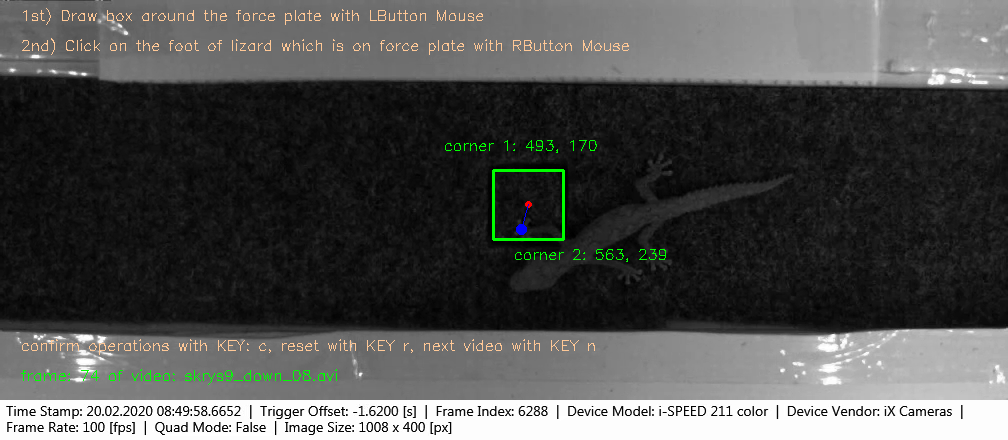 1st) Draw box around the force plate with LButton Mouse
2nd) Click on the foot of lizard which is on force plate with RButton Mouse
corner 1: 493, 170
corner 2: 563, 239
confirm operations with KEY: c, reset with KEY r, next video with KEY n
frame: 71 of video: skrys9_down_08.avi
Time Stamp: 20.02.2020 08:49:58.6652 | Trigger Offset: -1.6200 [s] | Frame Index: 6288 | Device Model: i-SPEED 211 color | Device Vendor: iX Cameras |
Frame Rate: 100 [fps] | Quad Mode: False | Image Size: 1008 x 400 [px]